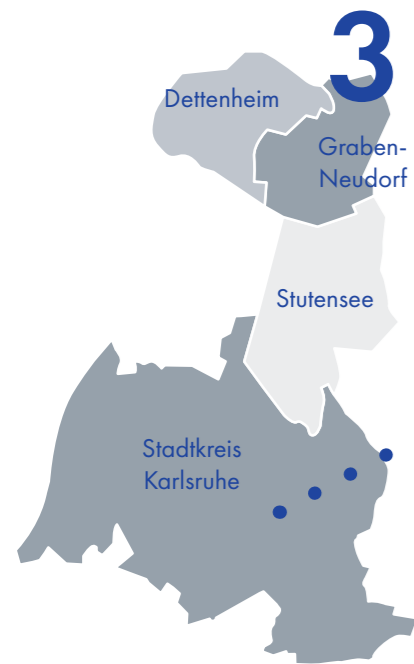 3
Dettenheim
Graben-
Neudorf
Stutensee
Stadtkreis
Karlsruhe